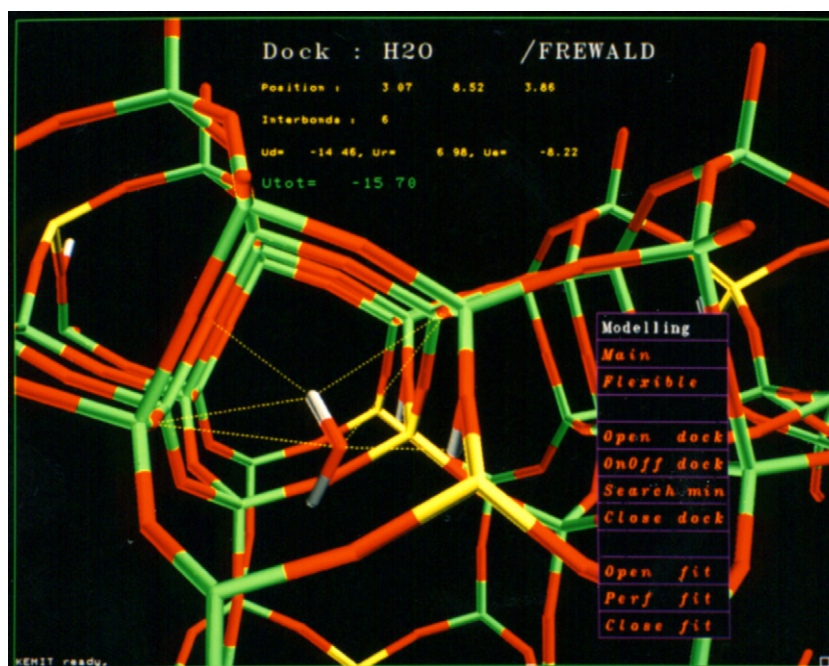 Dock : H2O /FREWALD
Position : 3 07 8.52 3.86
Interbonds : 6
Ud= -14 46, Ur= 6 98, Ue= -8.22
Utot= -15 70
Modelling
Main
Flexible
Open dock
OnOff dock
Search min
Close dock
Open fit
Perf fit
Close fit
KEMIT ready.